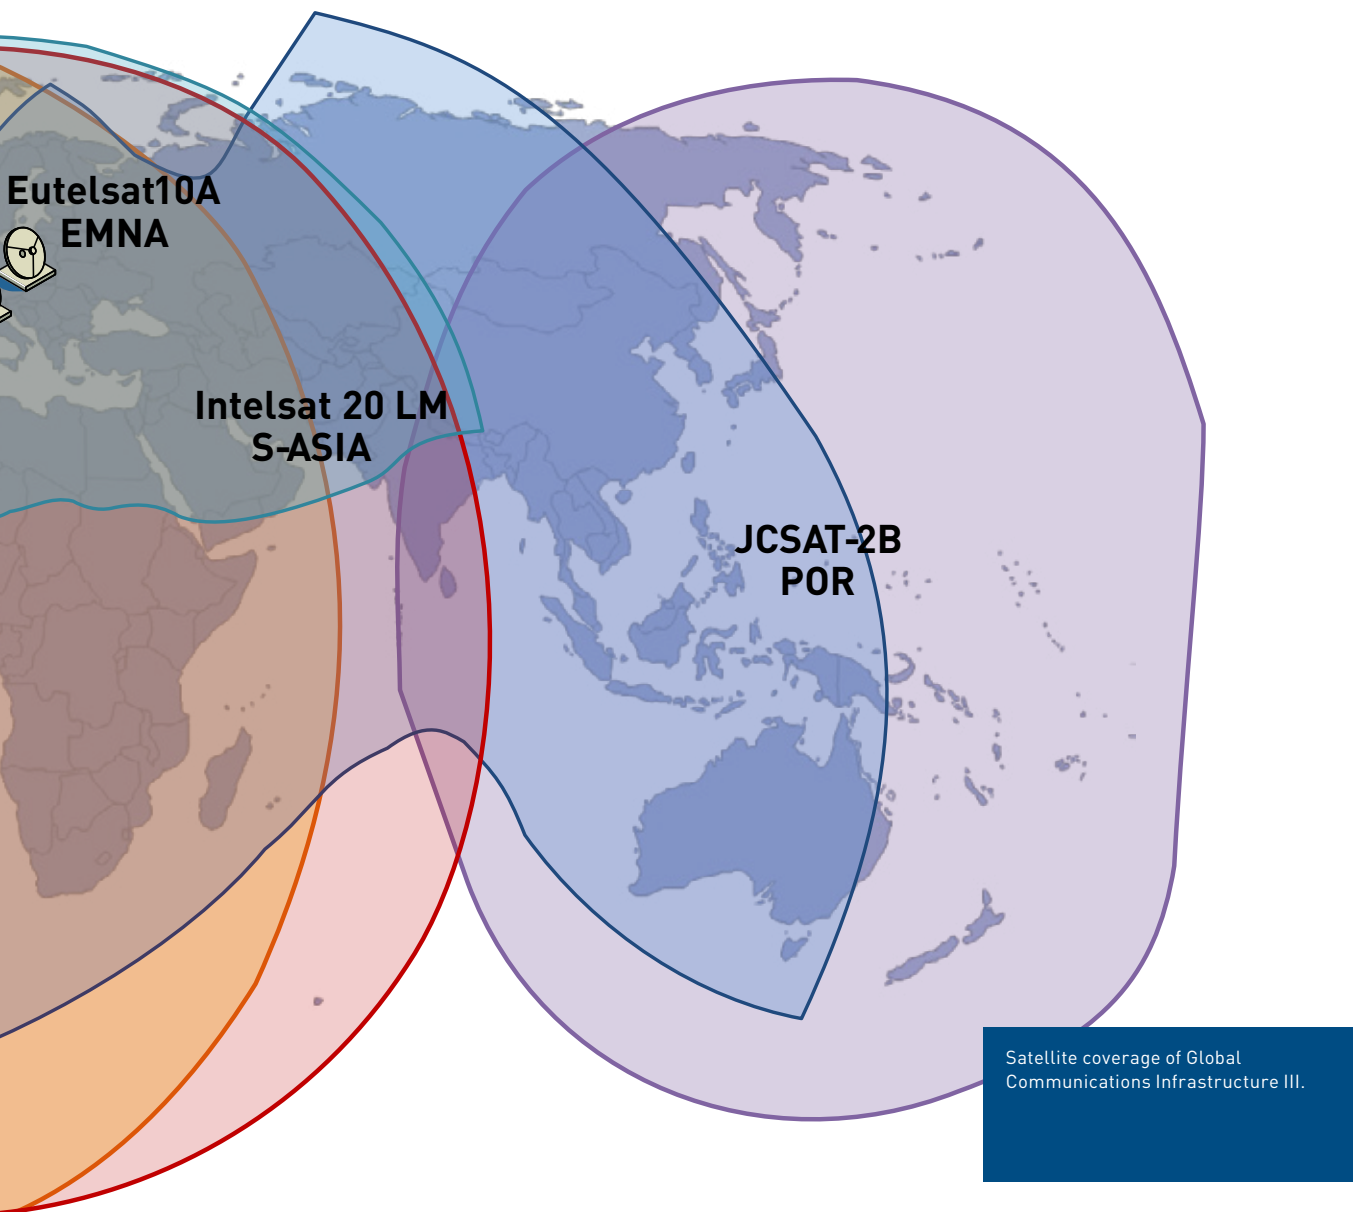 Eutelsat10A
EMNA
Intelsat 20 LM
S-ASIA
JCSAT-2B
POR
Satellite coverage of Global
Communications Infrastructure III.